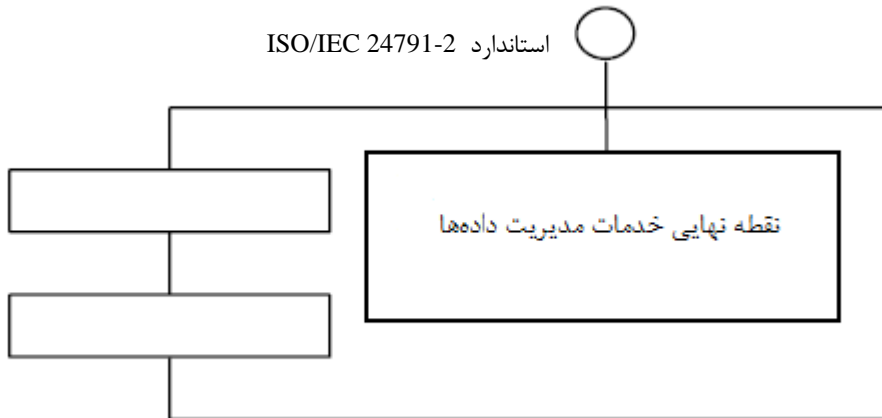 استاندارد ISO/IEC 24791-2
نقطه نهایی خدمات مدیریت داده‌ها